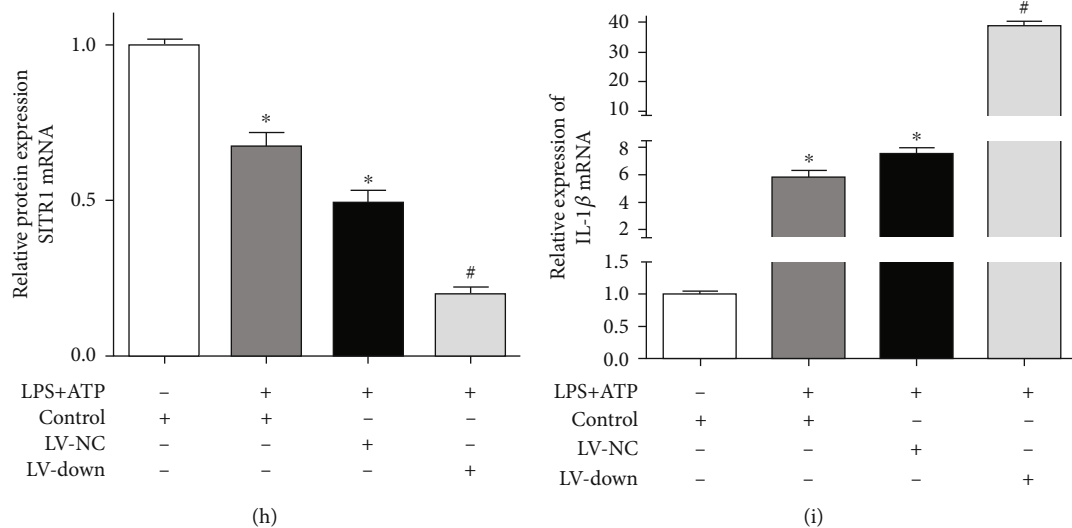 Relative protein expression
SITR1 mRNA
1.0
0.5
0.0
*
*
#
LPS+ATP – + + +
Control + + – –
LV-NC – – + –
LV-down – – – +
(h)
Relative expression of
IL-1β mRNA
40
30
20
10
8
6
4
2
1.5
1.0
0.5
0.0
*
*
#
LPS+ATP – + + +
Control + + – –
LV-NC – – + –
LV-down – – – +
(i)